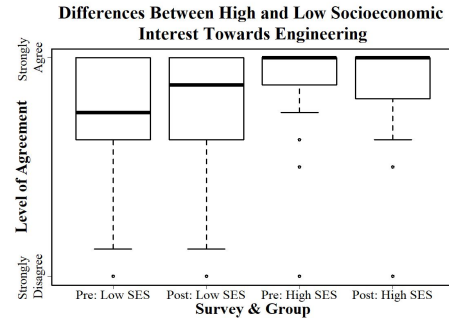 Differences Between High and Low Socioeconomic
Interest Towards Engineering
Strongly
Agree
Level of Agreement
Strongly
Disagree
Pre: Low SES
Post: Low SES
Pre: High SES
Post: High SES
Survey & Group